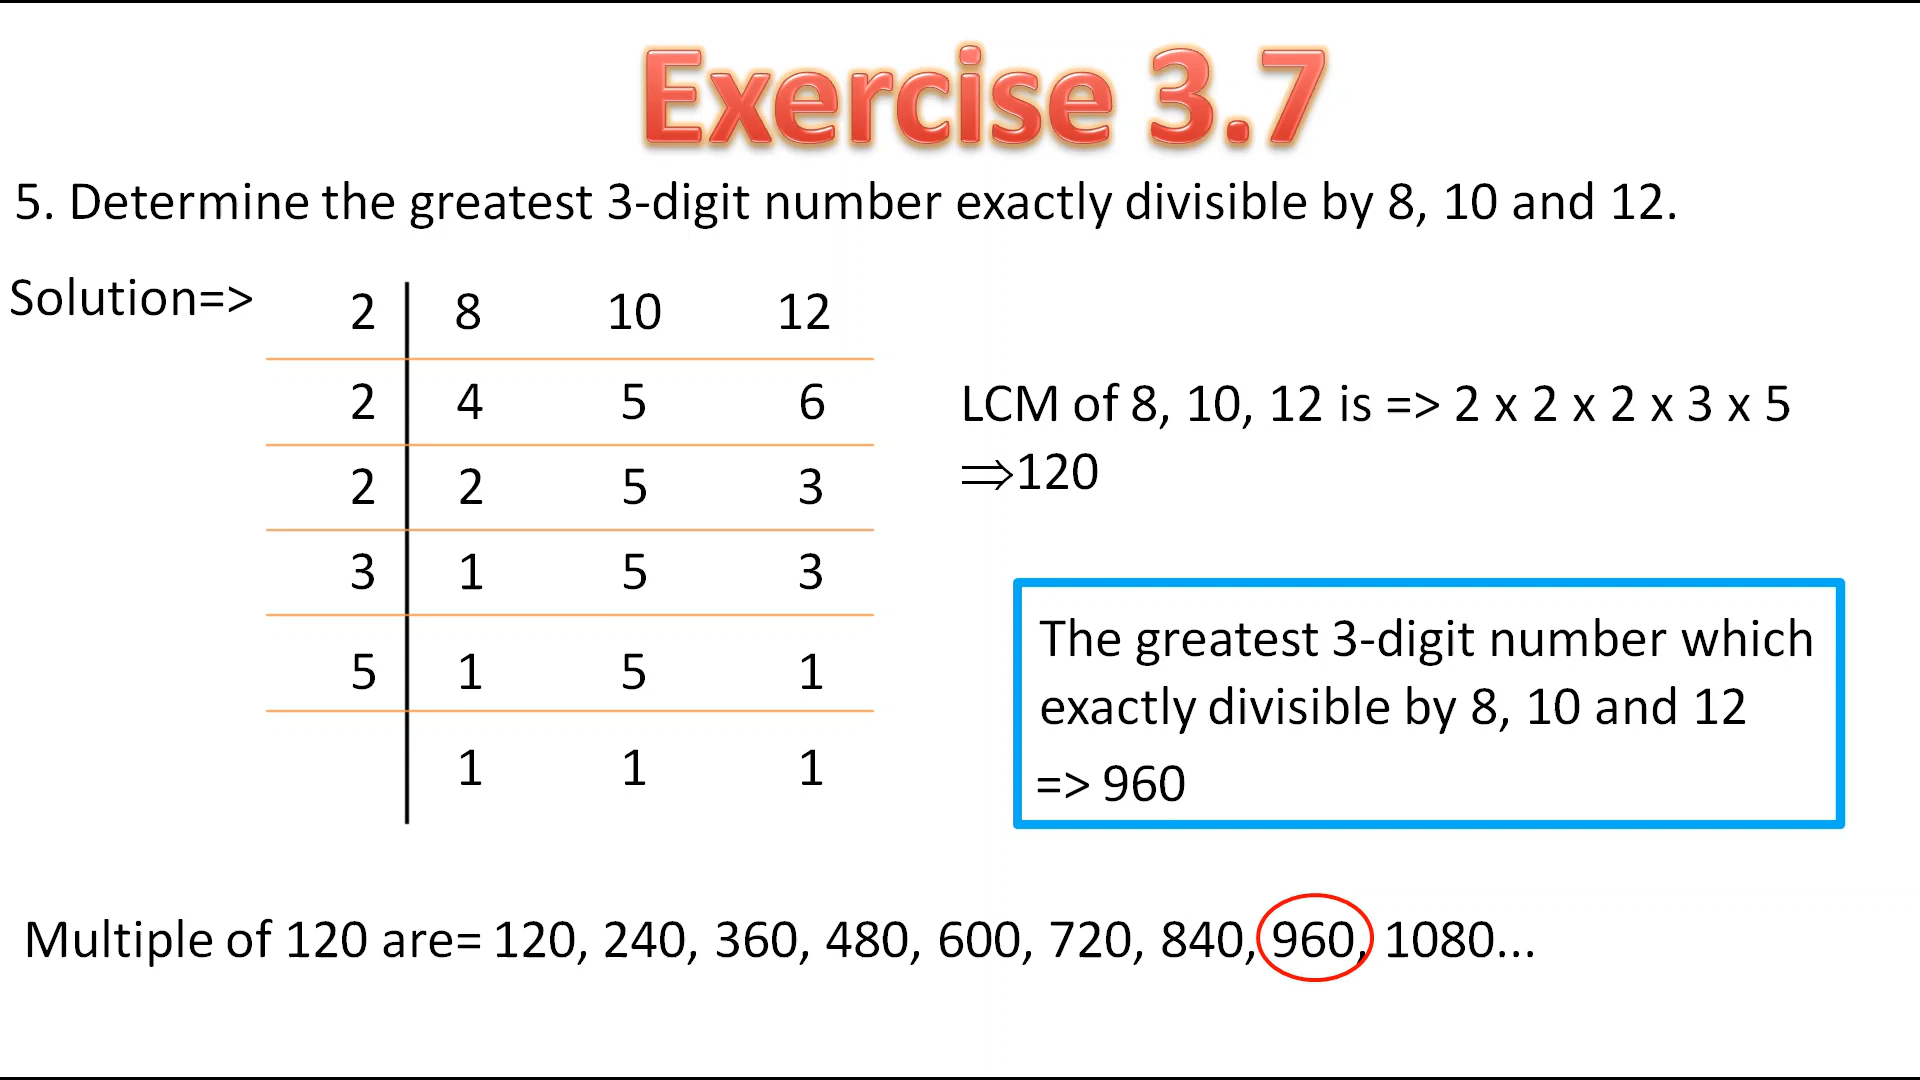 Exercise 3.7
5. Determine the greatest 3-digit number exactly divisible by 8, 10 and 12.
Solution=>
2 8 10 12
2 4 5 6
2 2 5 3
3 1 5 3
5 1 5 1
1 1 1
LCM of 8, 10, 12 is => 2 x 2 x 2 x 3 x 5
⇒120
The greatest 3-digit number which
exactly divisible by 8, 10 and 12
=> 960
Multiple of 120 are= 120, 240, 360, 480, 600, 720, 840, 960, 1080...